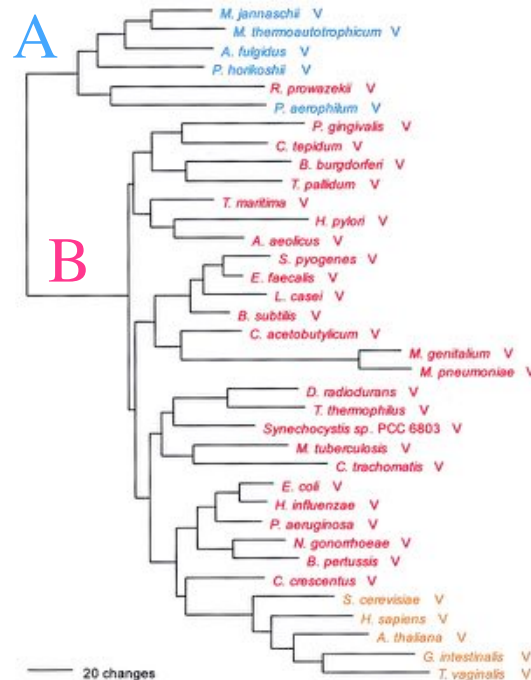 A
M. jannaschii V
M. thermoautotrophicum V
A. fulgidus V
P. horikoshii V
R. prowazekii V
P. aerophilum V
P. gingivalis V
C. tepidum V
B. burgdorferi V
T. pallidum V
T. maritima V
H. pylori V
A. aeolicus V
B
S. pyogenes V
E. faecalis V
L. casei V
B. subtilis V
C. acetobutylicum V
M. genitalium V
M. pneumoniae V
D. radiodurans V
T. thermophilus V
Synechocystis sp. PCC 6803 V
M. tuberculosis V
C. trachomatis V
E. coli V
H. influenzae V
P. aeruginosa V
N. gonorrhoeae V
B. pertussis V
C. crescentus V
S. cerevisiae V
H. sapiens V
A. thaliana V
G. intestinalis V
T. vaginalis V
20 changes